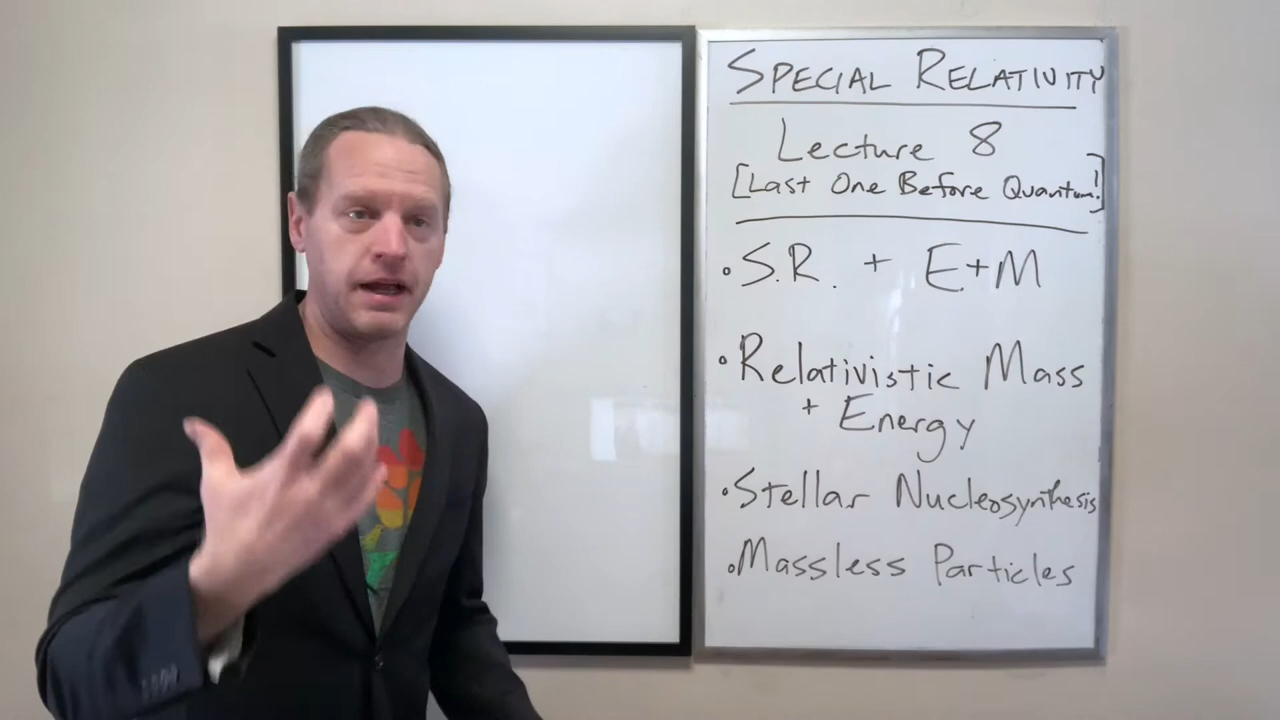 SPECIAL RELATIVITY
Lecture 8
[Last One Before Quantum!]
• S.R. + E+M
• Relativistic Mass
+ Energy
• Stellar Nucleosynthesis
• Massless Particles